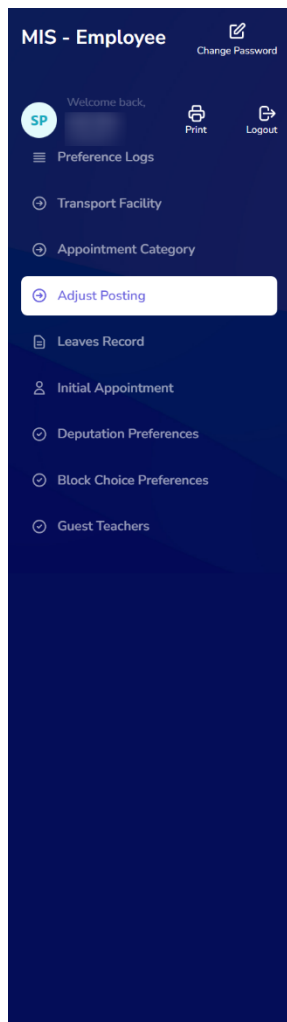 MIS - Employee
Change Password
Welcome back,
SP
Print
Logout
Preference Logs
Transport Facility
Appointment Category
Adjust Posting
Leaves Record
Initial Appointment
Deputation Preferences
Block Choice Preferences
Guest Teachers